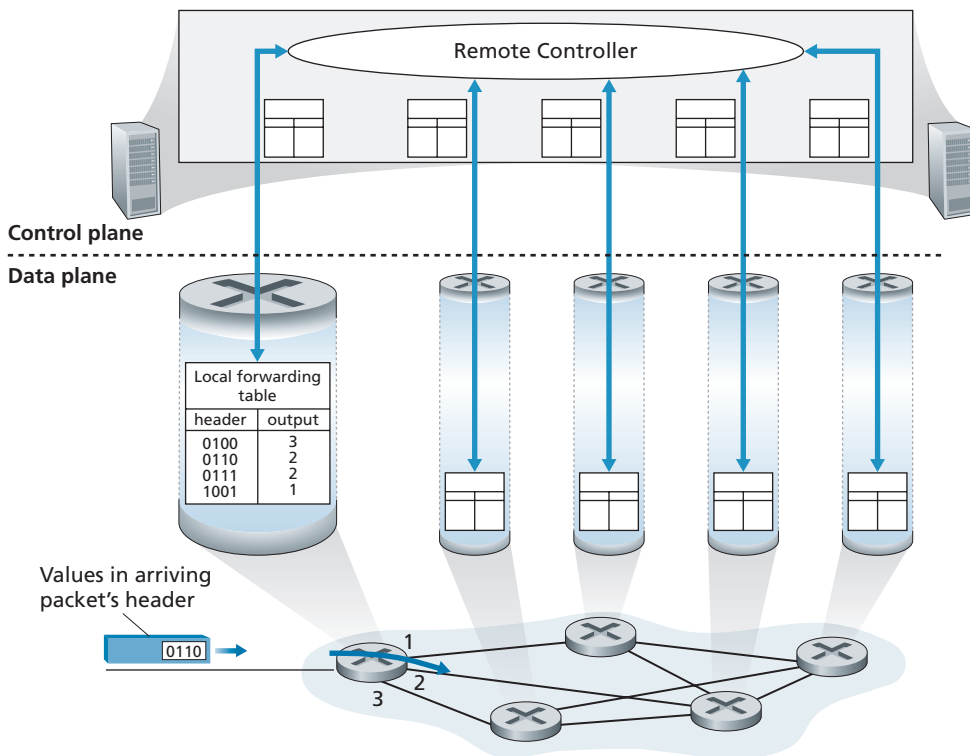 Remote Controller
Control plane
Data plane
Local forwarding
table
header output
0100 3
0110 2
0111 2
1001 1
Values in arriving
packet's header
0110
1
2
3